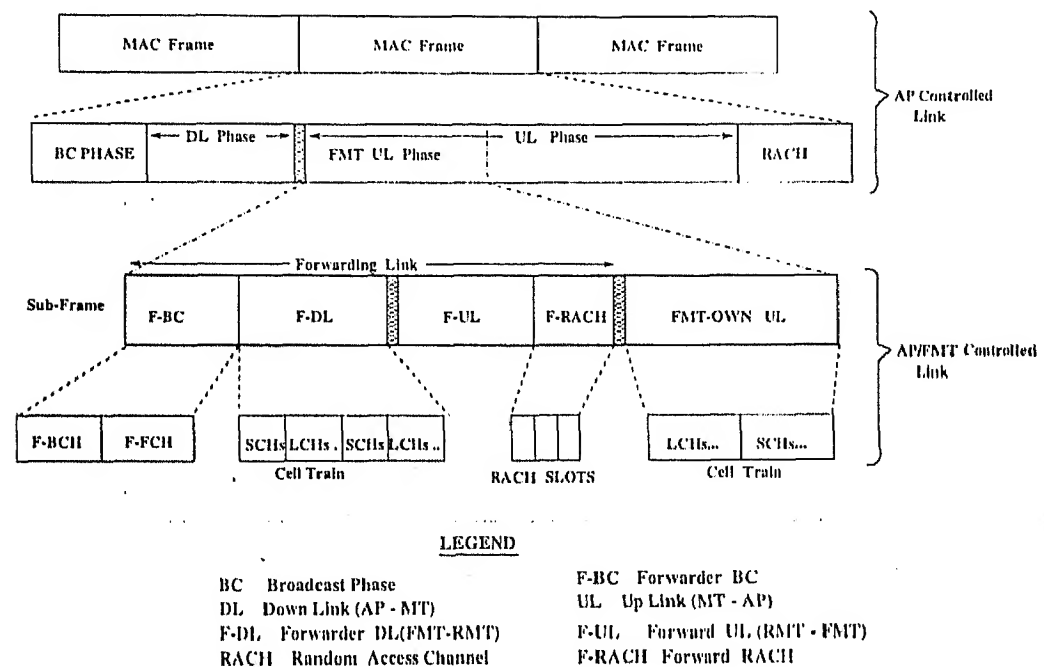 MAC Frame MAC Frame MAC Frame
AP Controlled
Link
BC PHASE DL Phase FMT UL Phase UL Phase RACH
Forwarding Link
Sub-Frame F-BC F-DL F-UL F-RACH FMT-OWN UL
AP/FMT Controlled
Link
F-BCH F-FCH SCHs LCHs . SCHs LCHs .. LCHs... SCHs...
Cell Train RACH SLOTS Cell Train
LEGEND
BC Broadcast Phase F-BC Forwarder BC
DL Down Link (AP - MT) UL Up Link (MT - AP)
F-DL Forwarder DL(FMT-RMT) F-UL Forward UL (RMT - FMT)
RACH Random Access Channel F-RACH Forward RACH